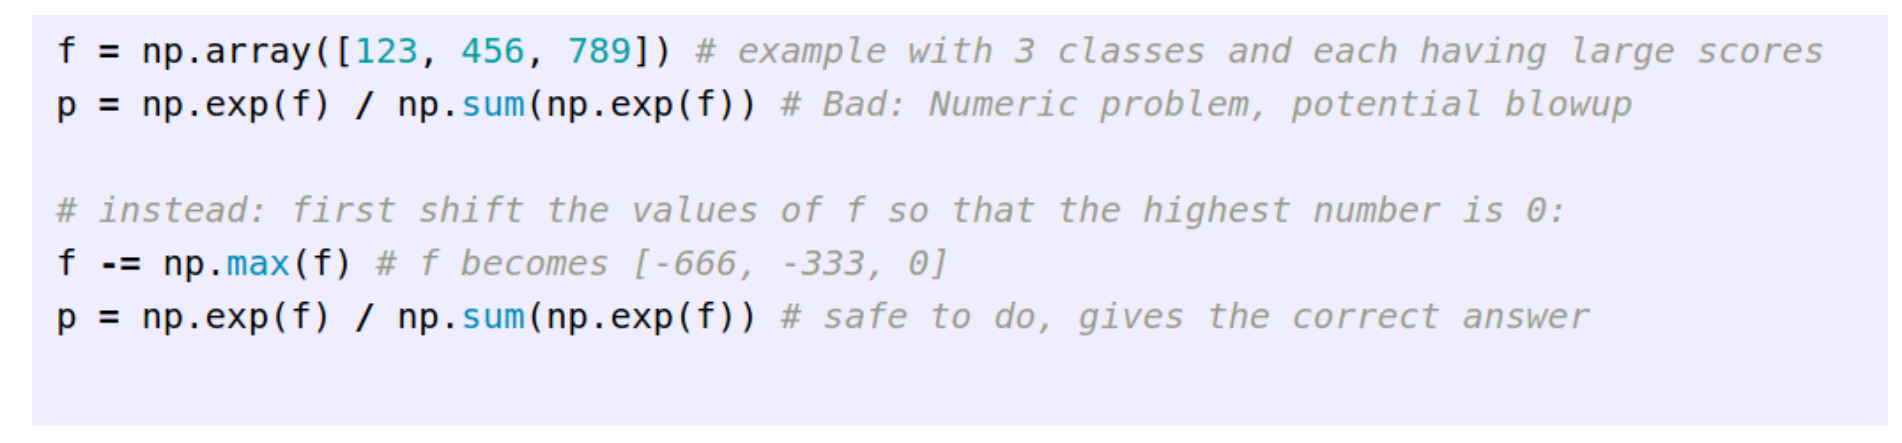 f = np.array([123, 456, 789]) # example with 3 classes and each having large scores
p = np.exp(f) / np.sum(np.exp(f)) # Bad: Numeric problem, potential blowup
# instead: first shift the values of f so that the highest number is 0:
f -= np.max(f) # f becomes [-666, -333, 0]
p = np.exp(f) / np.sum(np.exp(f)) # safe to do, gives the correct answer